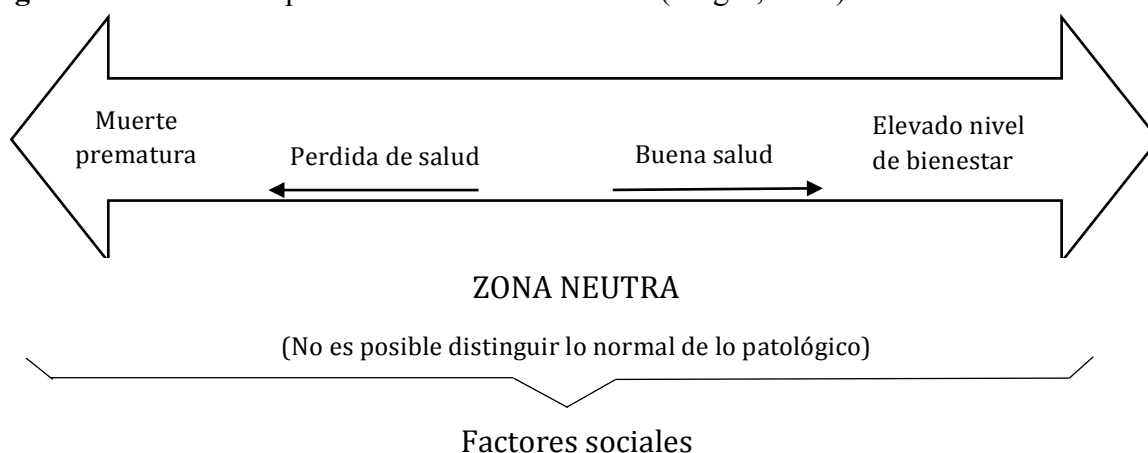 Muerte
prematura
Perdida de salud
Buena salud
Elevado nivel
de bienestar
ZONA NEUTRA
(No es posible distinguir lo normal de lo patológico)
Factores sociales